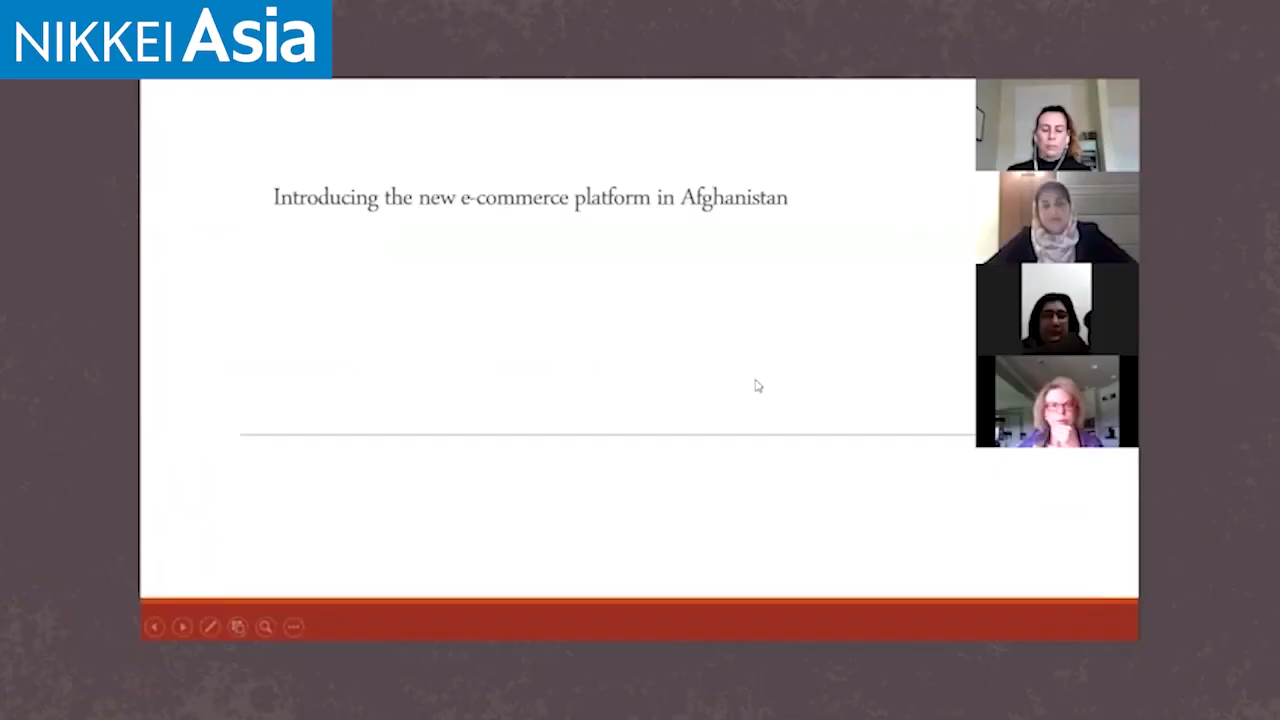 NIKKEI Asia
Introducing the new e-commerce platform in Afghanistan